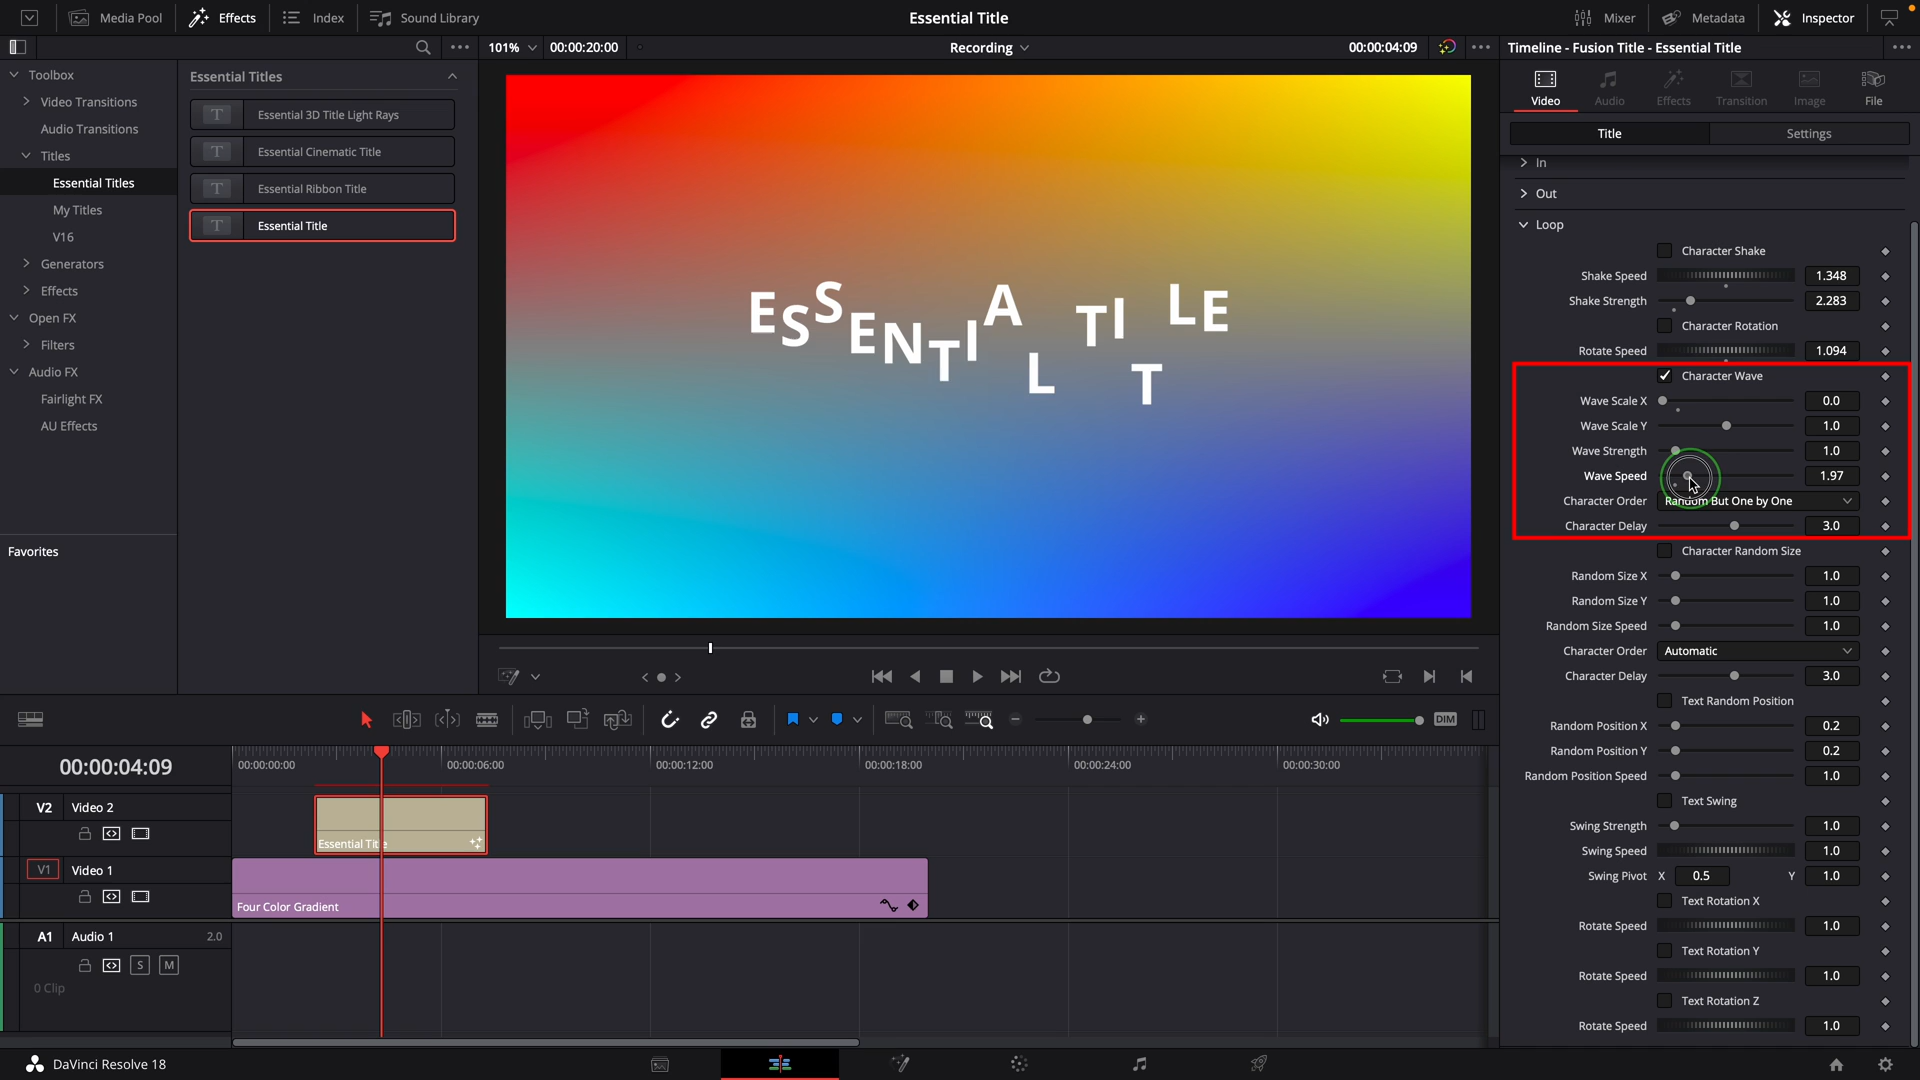 Media Pool
Effects
Index
Sound Library
Essential Title
Mixer
Metadata
Inspector
101%
00:00:20:00
Recording
00:00:04:09
Timeline - Fusion Title - Essential Title
Toolbox
Video Transitions
Audio Transitions
Titles
Essential Titles
My Titles
V16
Generators
Effects
Open FX
Filters
Audio FX
Fairlight FX
AU Effects
Favorites
Essential Titles
T Essential 3D Title Light Rays
T Essential Cinematic Title
T Essential Ribbon Title
T Essential Title
ESSENTIAL TITLE
Video
Audio
Effects
Transition
Image
File
Title
Settings
In
Out
Loop
Character Shake
Shake Speed 1.348
Shake Strength 2.283
Character Rotation
Rotate Speed 1.094
Character Wave
Wave Scale X 0.0
Wave Scale Y 1.0
Wave Strength 1.0
Wave Speed 1.97
Character Order Random But One by One
Character Delay 3.0
Character Random Size
Random Size X 1.0
Random Size Y 1.0
Random Size Speed 1.0
Character Order Automatic
Character Delay 3.0
Text Random Position
Random Position X 0.2
Random Position Y 0.2
Random Position Speed 1.0
Text Swing
Swing Strength 1.0
Swing Speed 1.0
Swing Pivot X 0.5 Y 1.0
Text Rotation X
Rotate Speed 1.0
Text Rotation Y
Rotate Speed 1.0
Text Rotation Z
Rotate Speed 1.0
DIM
00:00:04:09
00:00:00:00
00:00:06:00
00:00:12:00
00:00:18:00
00:00:24:00
00:00:30:00
V2 Video 2
Essential Title
V1 Video 1
Four Color Gradient
A1 Audio 1 2.0
S M
0 Clip
DaVinci Resolve 18